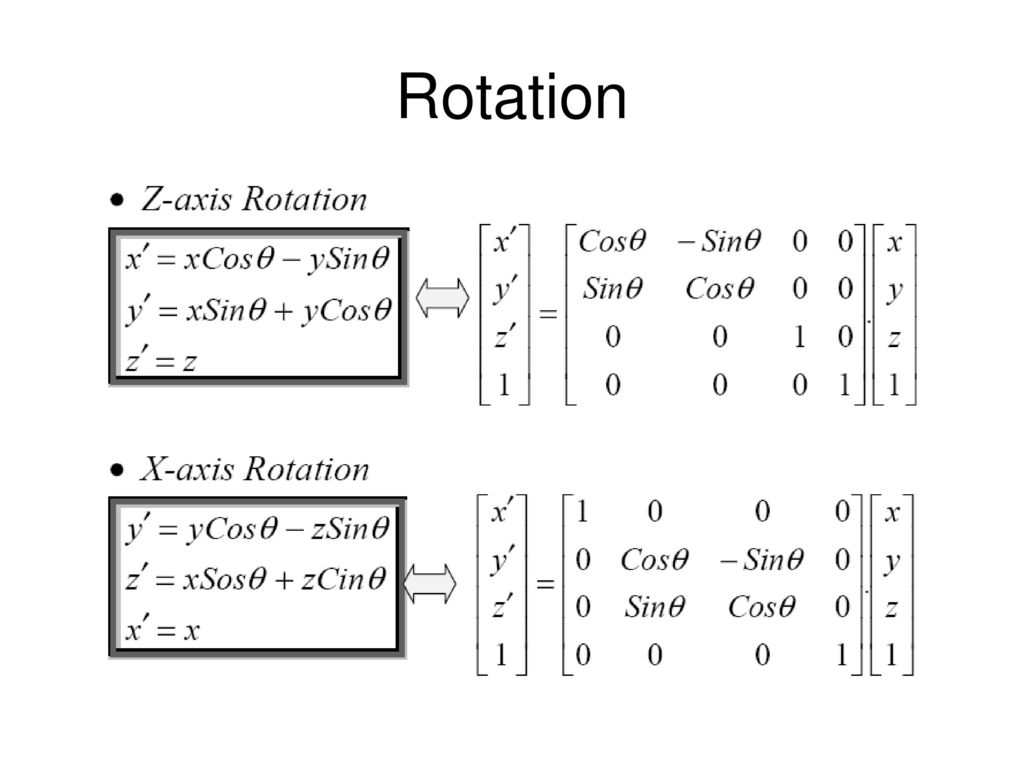 Rotation
• Z-axis Rotation
x′ = xCosθ − ySinθ
y′ = xSinθ + yCosθ
z′ = z
[x′] = [Cosθ − Sinθ 0 0] . [x]
[y′] [Sinθ Cosθ 0 0] [y]
[z′] [0 0 1 0] [z]
[1] [0 0 0 1] [1]
• X-axis Rotation
y′ = yCosθ − zSinθ
z′ = xSosθ + zCinθ
x′ = x
[x′] = [1 0 0 0] . [x]
[y′] [0 Cosθ − Sinθ 0] [y]
[z′] [0 Sinθ Cosθ 0] [z]
[1] [0 0 0 1] [1]